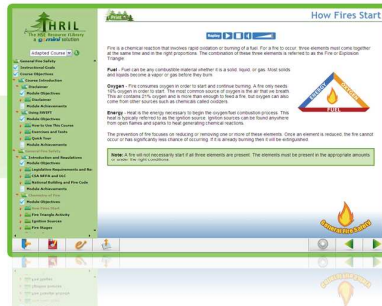 THRIL
The HSI Resource Library
a gemini solution
Adapted Course
General Fire Safety
Instructional Goals
Course Objectives
Course Introduction
Disclaimer
Module Objectives
Disclaimer
Module Achievements
Module Objectives
How to Use This Course
Exercises and Tests
Quick Tour
Module Achievements
General Fire Safety
Introduction and Regulations
Module Objectives
Legislative Requirements and Re
CSA NFPA and ULC
National Building and Fire Code
Module Achievements
Module Objectives
How Fires Start
Fire Triangle Activity
Ignition Sources
Fire Stages
Print
How Fires Start
Replay
Fire is a chemical reaction that involves rapid oxidation or burning of a fuel. For a fire to occur, three elements must come together
at the same time and in the right proportions. The combination of these three elements is referred to as the Fire or Explosion
Triangle.
Fuel - Fuel can be any combustible material whether it is a solid, liquid, or gas. Most solids
and liquids become a vapor or gas before they burn.
Oxygen - Fire consumes oxygen in order to start and continue burning. A fire only needs
16% oxygen in order to start. The most common source of oxygen is the air that we breath.
This air contains 21% oxygen and is more than enough to feed a fire, but oxygen can also
come from other sources such as chemicals called oxidizers.
Energy - Heat is the energy necessary to begin the oxygen/fuel combustion process. This
heat is typically referred to as the ignition source. Ignition sources can be found anywhere
from open flames and sparks to heat generating chemical reactions.
ENERGY
OXYGEN
FUEL
The prevention of fire focuses on reducing or removing one or more of these elements. Once an element is reduced, the fire cannot
occur or has significantly less chance of occurring. If it is already burning then it will be extinguished.
Note: A fire will not necessarily start if all three elements are present. The elements must be present in the appropriate amounts
or under the right conditions.
General Fire Safety